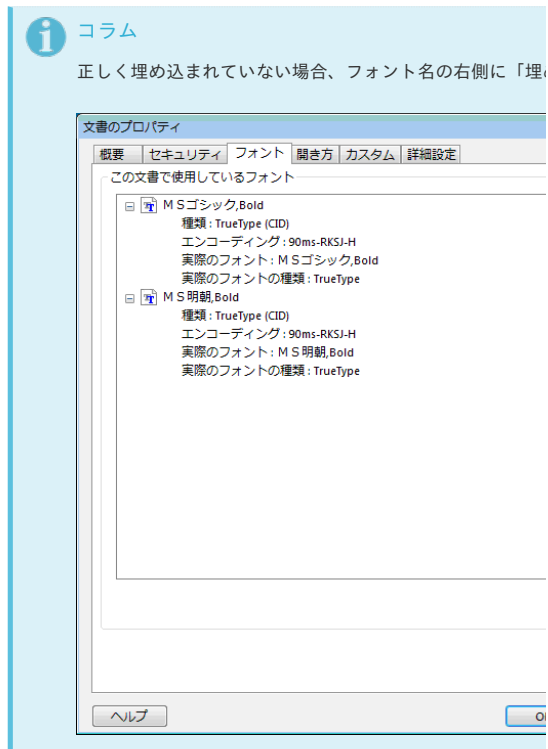 コラム
正しく埋め込まれていない場合、フォント名の右側に「埋
文書のプロパティ
概要 セキュリティ フォント 開き方 カスタム 詳細設定
この文書で使用しているフォント
ＭＳゴシック,Bold
種類 : TrueType (CID)
エンコーディング : 90ms-RKSJ-H
実際のフォント : ＭＳゴシック,Bold
実際のフォントの種類 : TrueType
ＭＳ明朝,Bold
種類 : TrueType (CID)
エンコーディング : 90ms-RKSJ-H
実際のフォント : ＭＳ明朝,Bold
実際のフォントの種類 : TrueType
ヘルプ